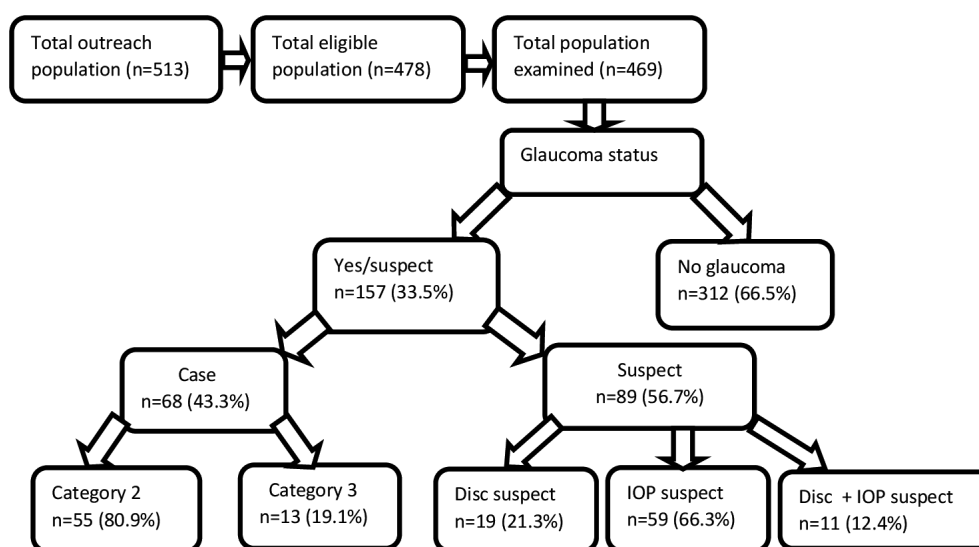 Total outreach
population (n=513)
Total eligible
population (n=478)
Total population
examined (n=469)
Glaucoma status
Yes/suspect
n=157 (33.5%)
No glaucoma
n=312 (66.5%)
Case
n=68 (43.3%)
Suspect
n=89 (56.7%)
Category 2
n=55 (80.9%)
Category 3
n=13 (19.1%)
Disc suspect
n=19 (21.3%)
IOP suspect
n=59 (66.3%)
Disc + IOP suspect
n=11 (12.4%)